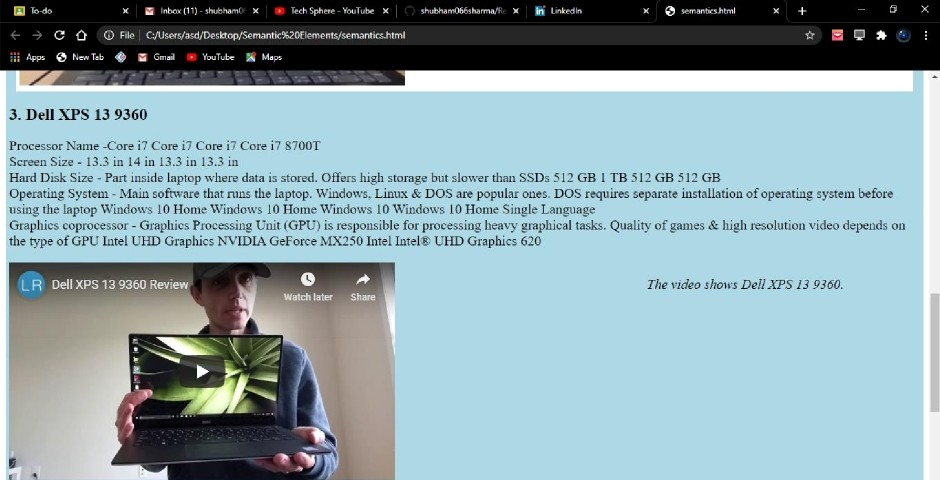 To-do
Inbox (11) - shubham0
Tech Sphere - YouTube
shubham066sharma/Re
LinkedIn
semantics.html
File
C:/Users/asd/Desktop/Semantic%20Elements/semantics.html
Apps
New Tab
Gmail
YouTube
Maps
3. Dell XPS 13 9360
Processor Name -Core i7 Core i7 Core i7 Core i7 Core i7 8700T
Screen Size - 13.3 in 14 in 13.3 in 13.3 in
Hard Disk Size - Part inside laptop where data is stored. Offers high storage but slower than SSDs 512 GB 1 TB 512 GB 512 GB
Operating System - Main software that runs the laptop. Windows, Linux & DOS are popular ones. DOS requires separate installation of operating system before
using the laptop Windows 10 Home Windows 10 Home Windows 10 Windows 10 Home Single Language
Graphics coprocessor - Graphics Processing Unit (GPU) is responsible for processing heavy graphical tasks. Quality of games & high resolution video depends on
the type of GPU Intel UHD Graphics NVIDIA GeForce MX250 Intel Intel® UHD Graphics 620
LR
Dell XPS 13 9360 Review
Watch later
Share
The video shows Dell XPS 13 9360.
DELL